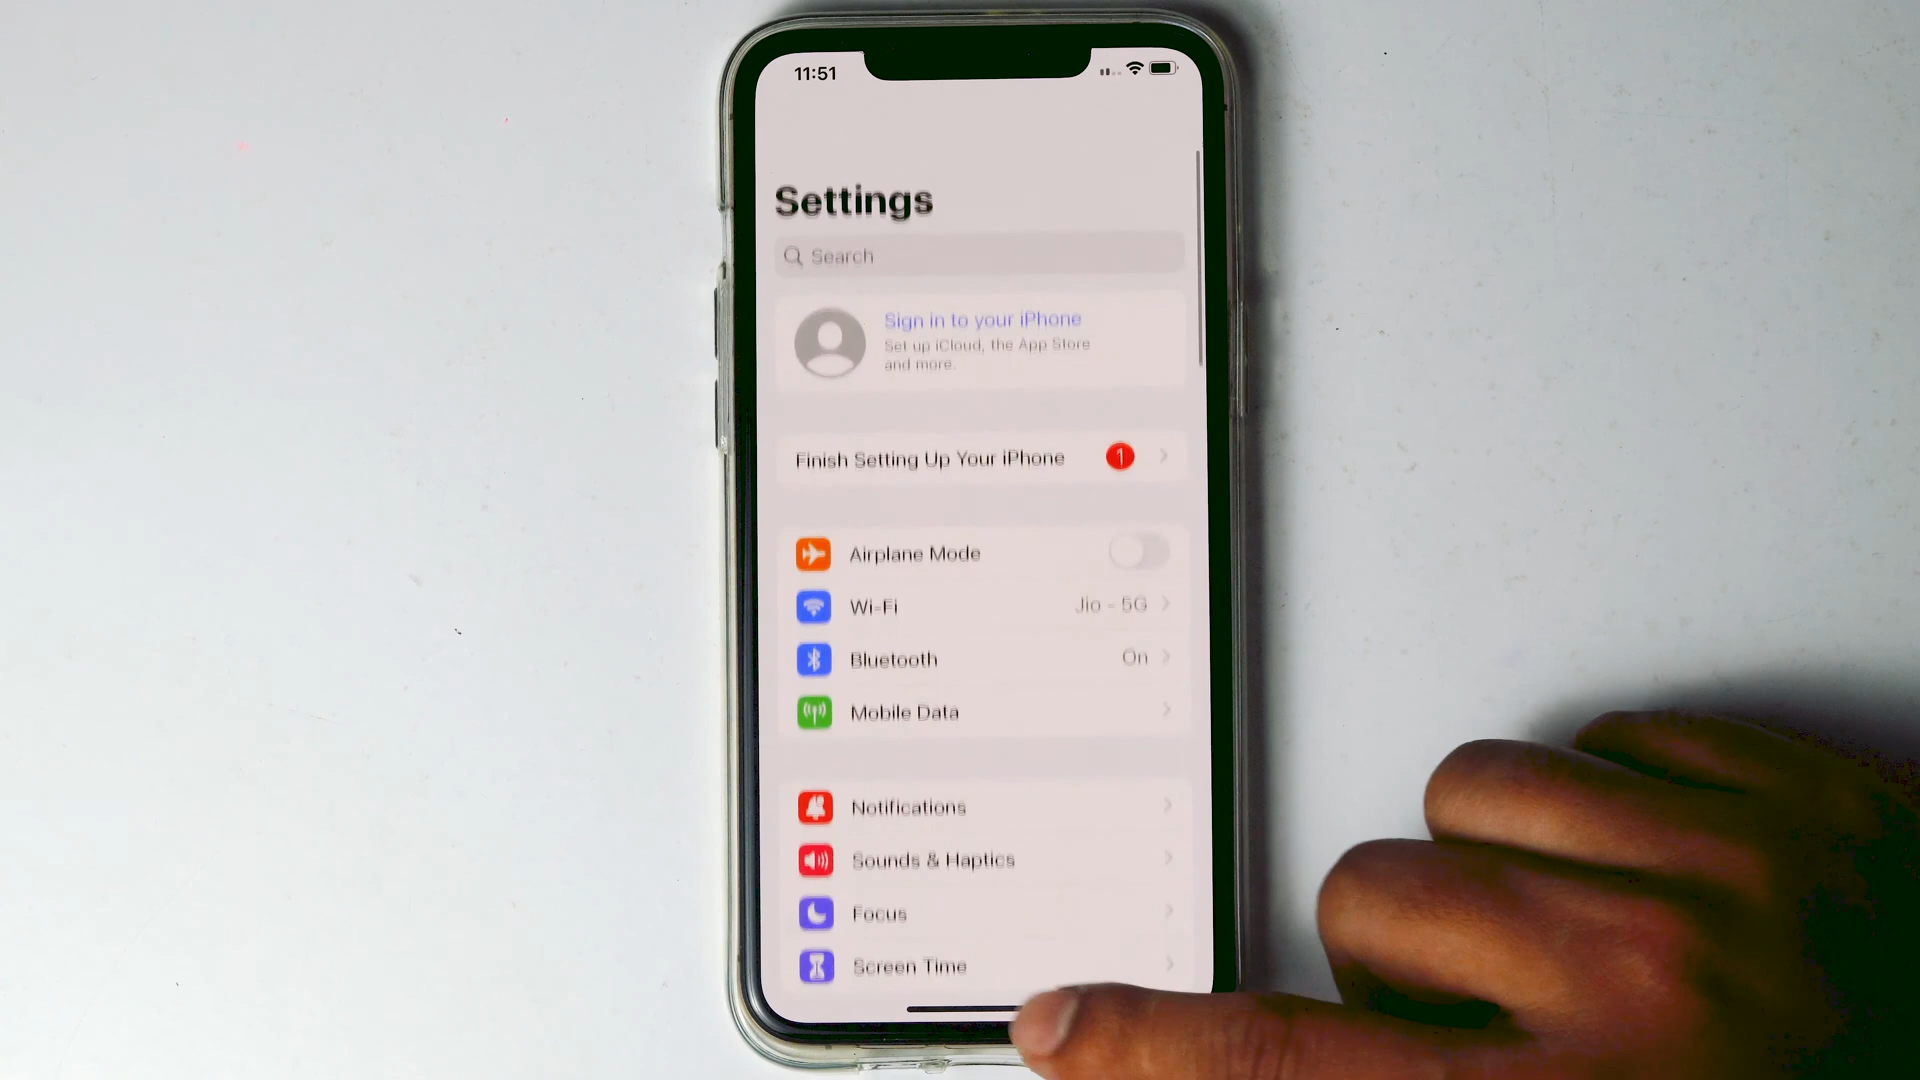 11:51
Settings
Search
Sign in to your iPhone
Set up iCloud, the App Store
and more.
Finish Setting Up Your iPhone 1
Airplane Mode
Wi-Fi Jio - 5G
Bluetooth On
Mobile Data
Notifications
Sounds & Haptics
Focus
Screen Time